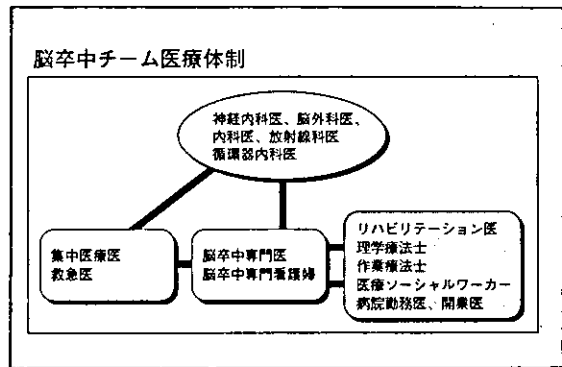 脳卒中チーム医療体制
神経内科医、脳外科医、
内科医、放射線科医
循環器内科医
集中医療医
救急医
脳卒中専門医
脳卒中専門看護婦
リハビリテーション医
理学療法士
作業療法士
医療ソーシャルワーカー
病院勤務医、開業医